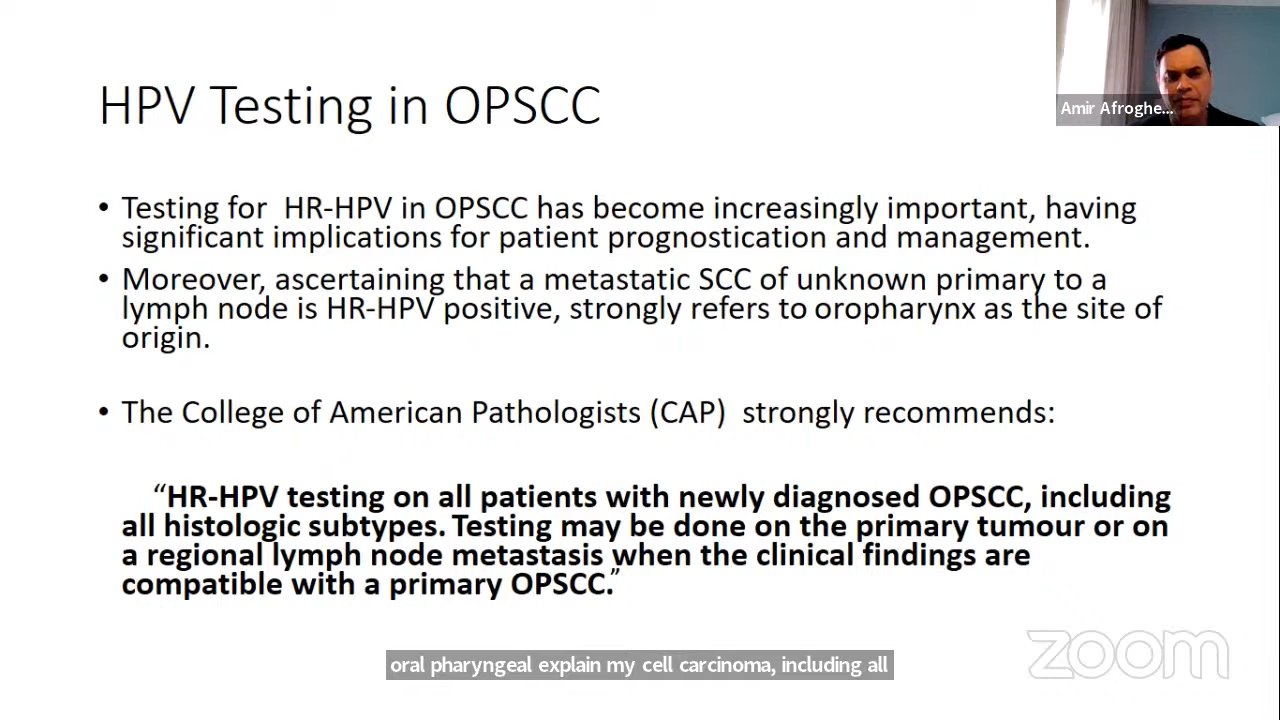 HPV Testing in OPSCC
Amir Afroghe...
• Testing for HR-HPV in OPSCC has become increasingly important, having
significant implications for patient prognostication and management.
• Moreover, ascertaining that a metastatic SCC of unknown primary to a
lymph node is HR-HPV positive, strongly refers to oropharynx as the site of
origin.
• The College of American Pathologists (CAP) strongly recommends:
“HR-HPV testing on all patients with newly diagnosed OPSCC, including
all histologic subtypes. Testing may be done on the primary tumour or on
a regional lymph node metastasis when the clinical findings are
compatible with a primary OPSCC.”
zoom
oral pharyngeal explain my cell carcinoma, including all